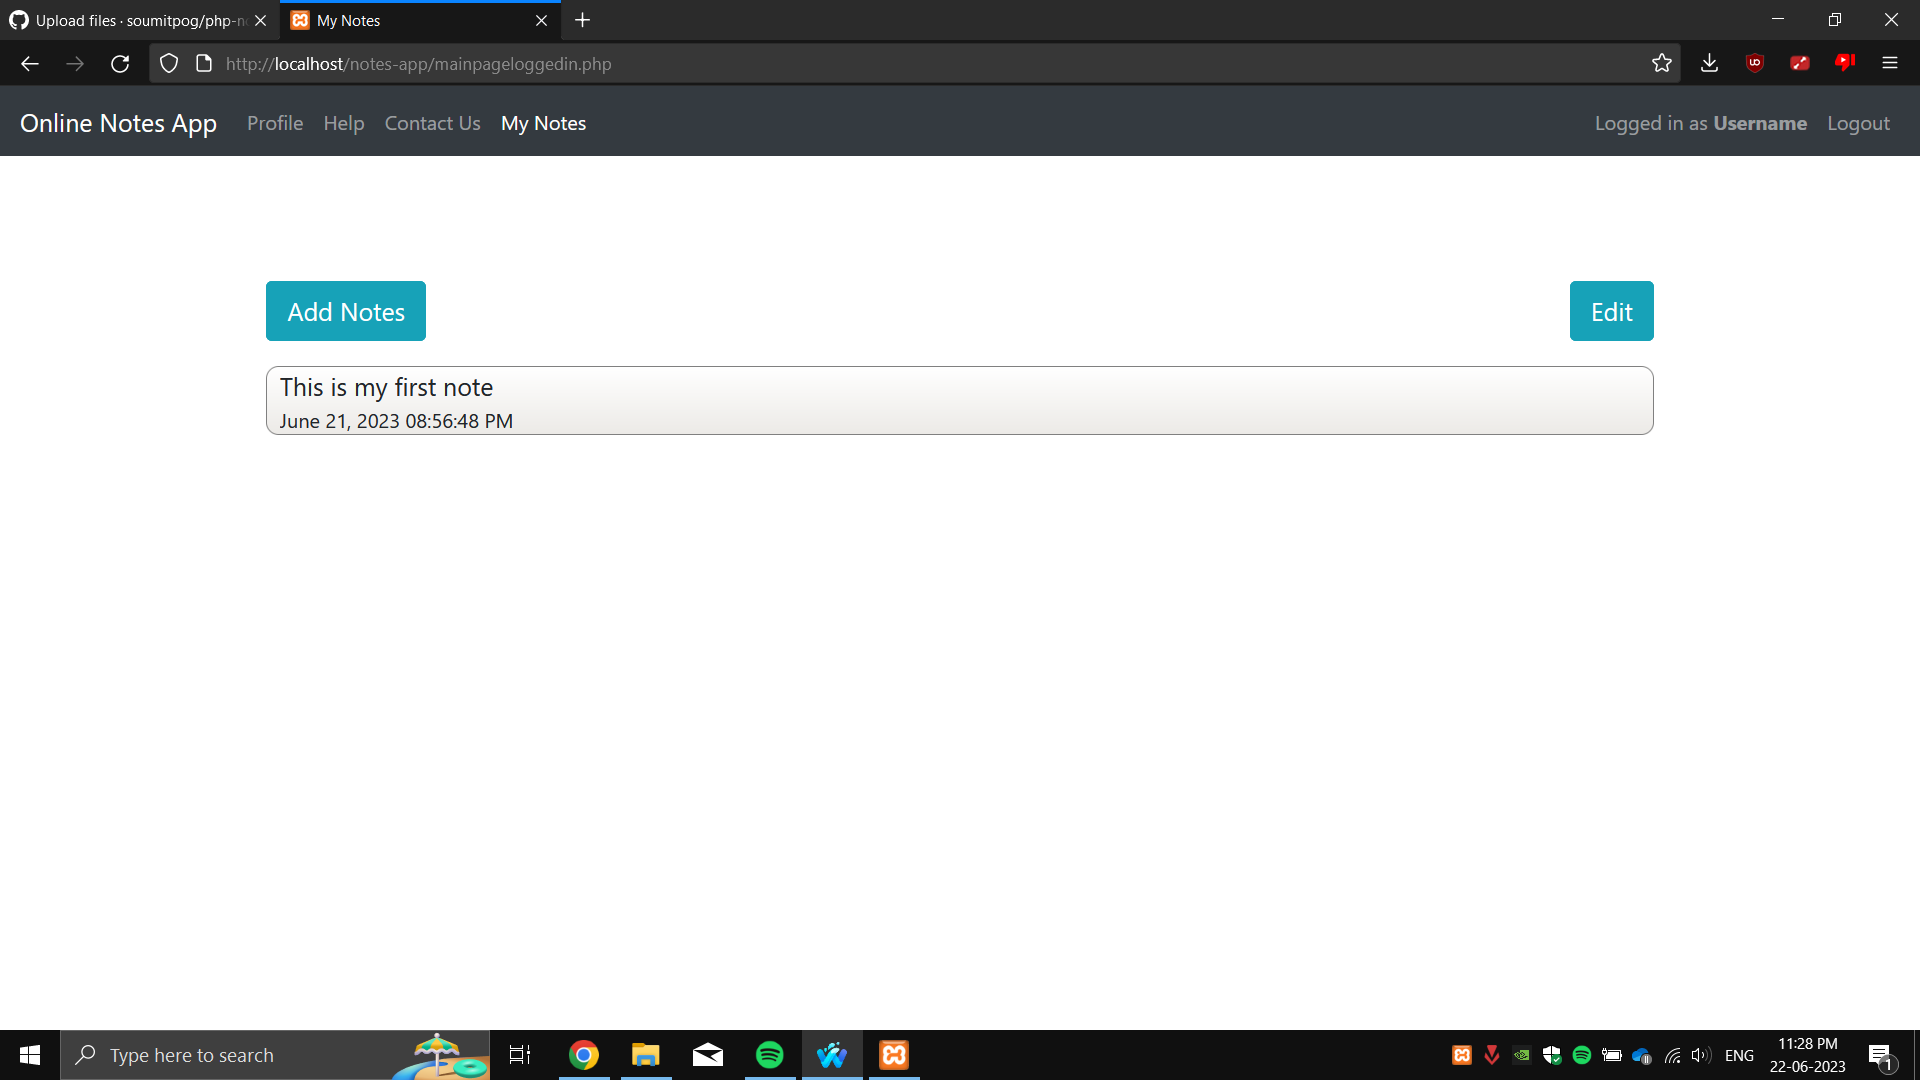 Upload files · soumitpog/php-n
My Notes
http://localhost/notes-app/mainpageloggedin.php
Online Notes App Profile Help Contact Us My Notes Logged in as Username Logout
Add Notes Edit
This is my first note
June 21, 2023 08:56:48 PM
Type here to search
ENG
11:28 PM
22-06-2023
1